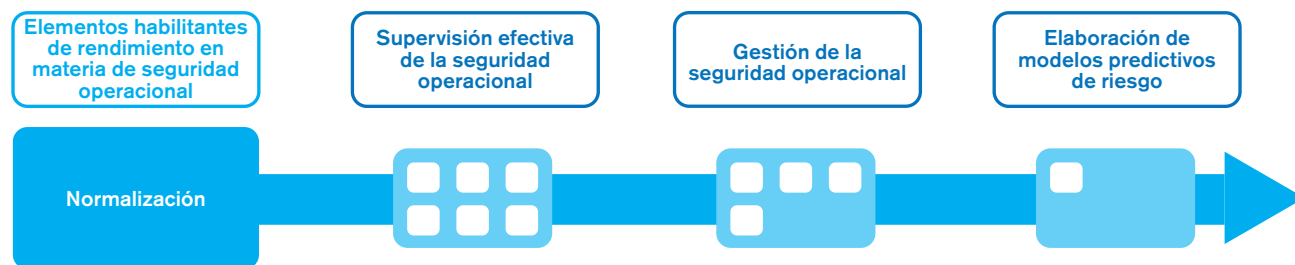 Elementos habilitantes
de rendimiento en
materia de seguridad
operacional
Supervisión efectiva
de la seguridad
operacional
Gestión de la
seguridad operacional
Elaboración de
modelos predictivos
de riesgo
Normalización